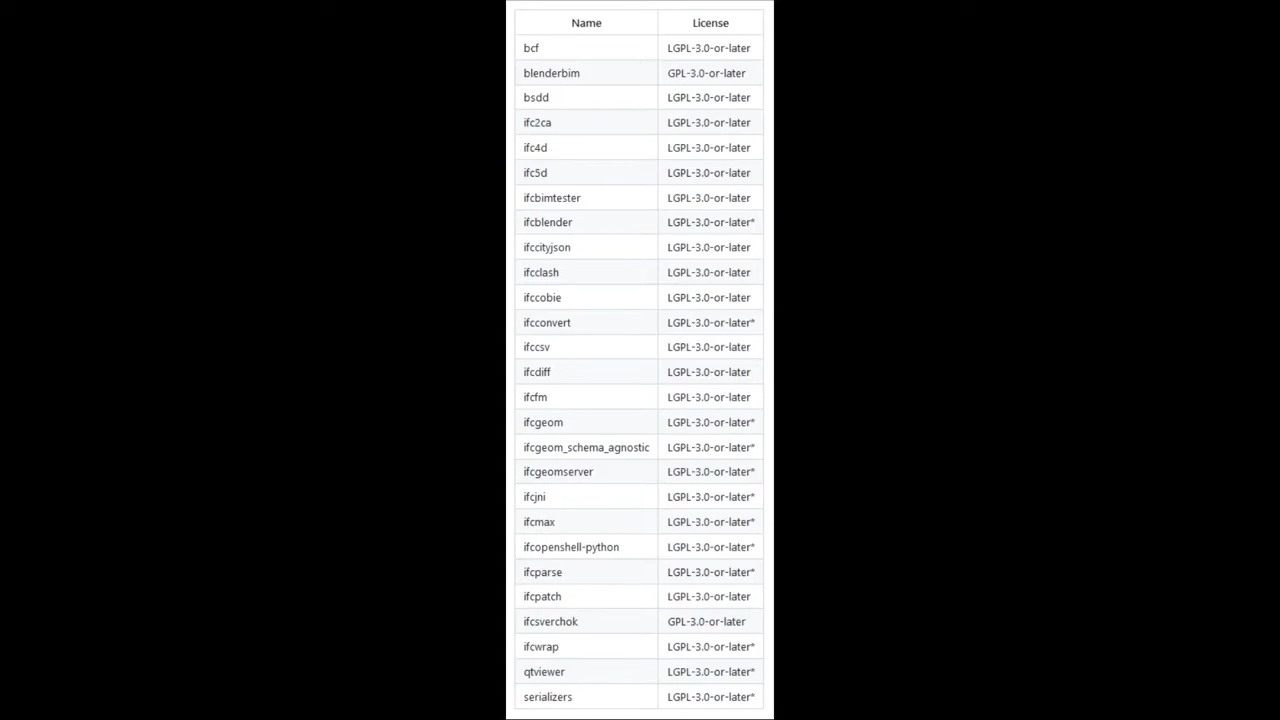 Name License
bcf LGPL-3.0-or-later
blenderbim GPL-3.0-or-later
bsdd LGPL-3.0-or-later
ifc2ca LGPL-3.0-or-later
ifc4d LGPL-3.0-or-later
ifc5d LGPL-3.0-or-later
ifcbimtester LGPL-3.0-or-later
ifcblender LGPL-3.0-or-later*
ifccityjson LGPL-3.0-or-later
ifcclash LGPL-3.0-or-later
ifccobie LGPL-3.0-or-later
ifcconvert LGPL-3.0-or-later*
ifccsv LGPL-3.0-or-later
ifcdiff LGPL-3.0-or-later
ifcfm LGPL-3.0-or-later
ifcgeom LGPL-3.0-or-later*
ifcgeom_schema_agnostic LGPL-3.0-or-later*
ifcgeomserver LGPL-3.0-or-later*
ifcjni LGPL-3.0-or-later*
ifcmax LGPL-3.0-or-later*
ifcopenshell-python LGPL-3.0-or-later*
ifcparse LGPL-3.0-or-later*
ifcpatch LGPL-3.0-or-later
ifcsverchok GPL-3.0-or-later
ifcwrap LGPL-3.0-or-later*
qtviewer LGPL-3.0-or-later*
serializers LGPL-3.0-or-later*